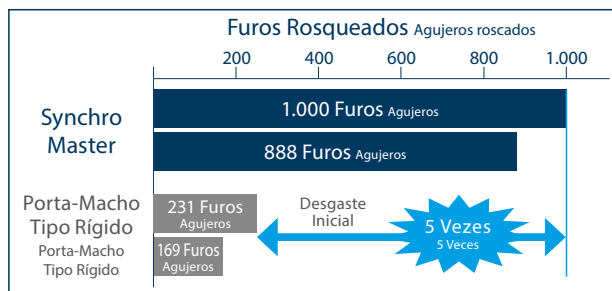 Furos Rosqueados Agujeros roscados
200 400 600 800 1.000
Synchro
Master
1.000 Furos Agujeros
888 Furos Agujeros
Porta-Macho
Tipo Rígido
231 Furos
Agujeros
Porta-Macho
Tipo Rígido
169 Furos
Agujeros
Desgaste
Inicial
5 Vezes
5 Veces